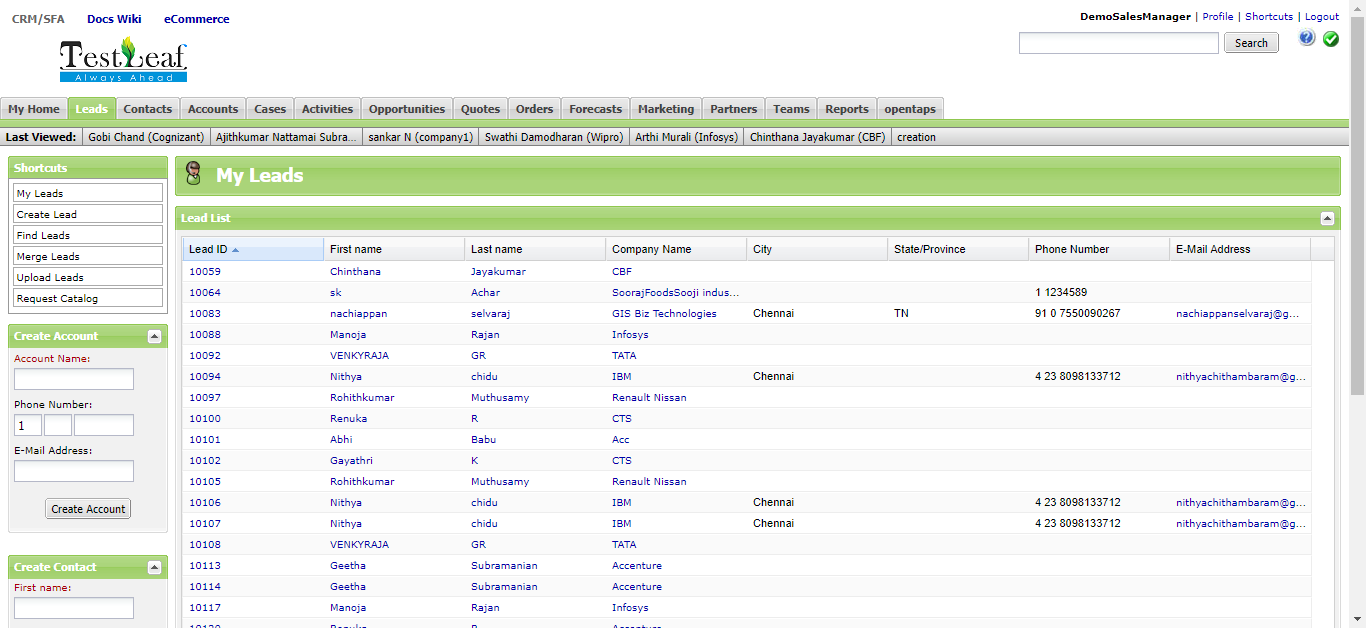 CRM/SFA Docs Wiki eCommerce
DemoSalesManager | Profile | Shortcuts | Logout
TestLeaf
Always Ahead
Search
My Home Leads Contacts Accounts Cases Activities Opportunities Quotes Orders Forecasts Marketing Partners Teams Reports opentaps
Last Viewed: Gobi Chand (Cognizant) Ajithkumar Nattamai Subra... sankar N (company1) Swathi Damodharan (Wipro) Arthi Murali (Infosys) Chinthana Jayakumar (CBF) creation
Shortcuts
My Leads
Create Lead
Find Leads
Merge Leads
Upload Leads
Request Catalog
Create Account
Account Name:
Phone Number:
1
E-Mail Address:
Create Account
Create Contact
First name:
My Leads
Lead List
Lead ID First name Last name Company Name City State/Province Phone Number E-Mail Address
10059 Chinthana Jayakumar CBF
10064 sk Achar SoorajFoodsSooji indus... 1 1234589
10083 nachiappan selvaraj GIS Biz Technologies Chennai TN 91 0 7550090267 nachiappanselvaraj@g...
10088 Manoja Rajan Infosys
10092 VENKYRAJA GR TATA
10094 Nithya chidu IBM Chennai 4 23 8098133712 nithyachithambaram@g...
10097 Rohithkumar Muthusamy Renault Nissan
10100 Renuka R CTS
10101 Abhi Babu Acc
10102 Gayathri K CTS
10105 Rohithkumar Muthusamy Renault Nissan
10106 Nithya chidu IBM Chennai 4 23 8098133712 nithyachithambaram@g...
10107 Nithya chidu IBM Chennai 4 23 8098133712 nithyachithambaram@g...
10108 VENKYRAJA GR TATA
10113 Geetha Subramanian Accenture
10114 Geetha Subramanian Accenture
10117 Manoja Rajan Infosys